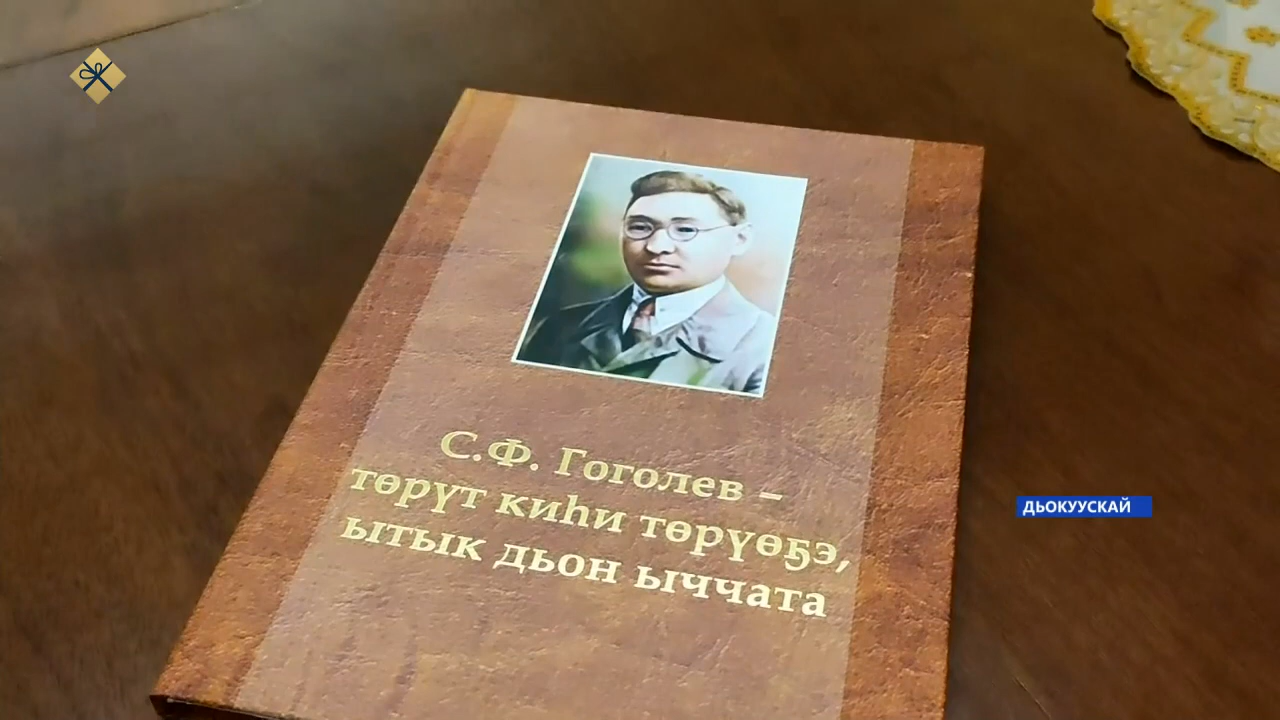 С.Ф. Гоголев –
төрүт киһи төрүөҕэ,
ытык дьон ыччата
ДЬОКУУСКАЙ